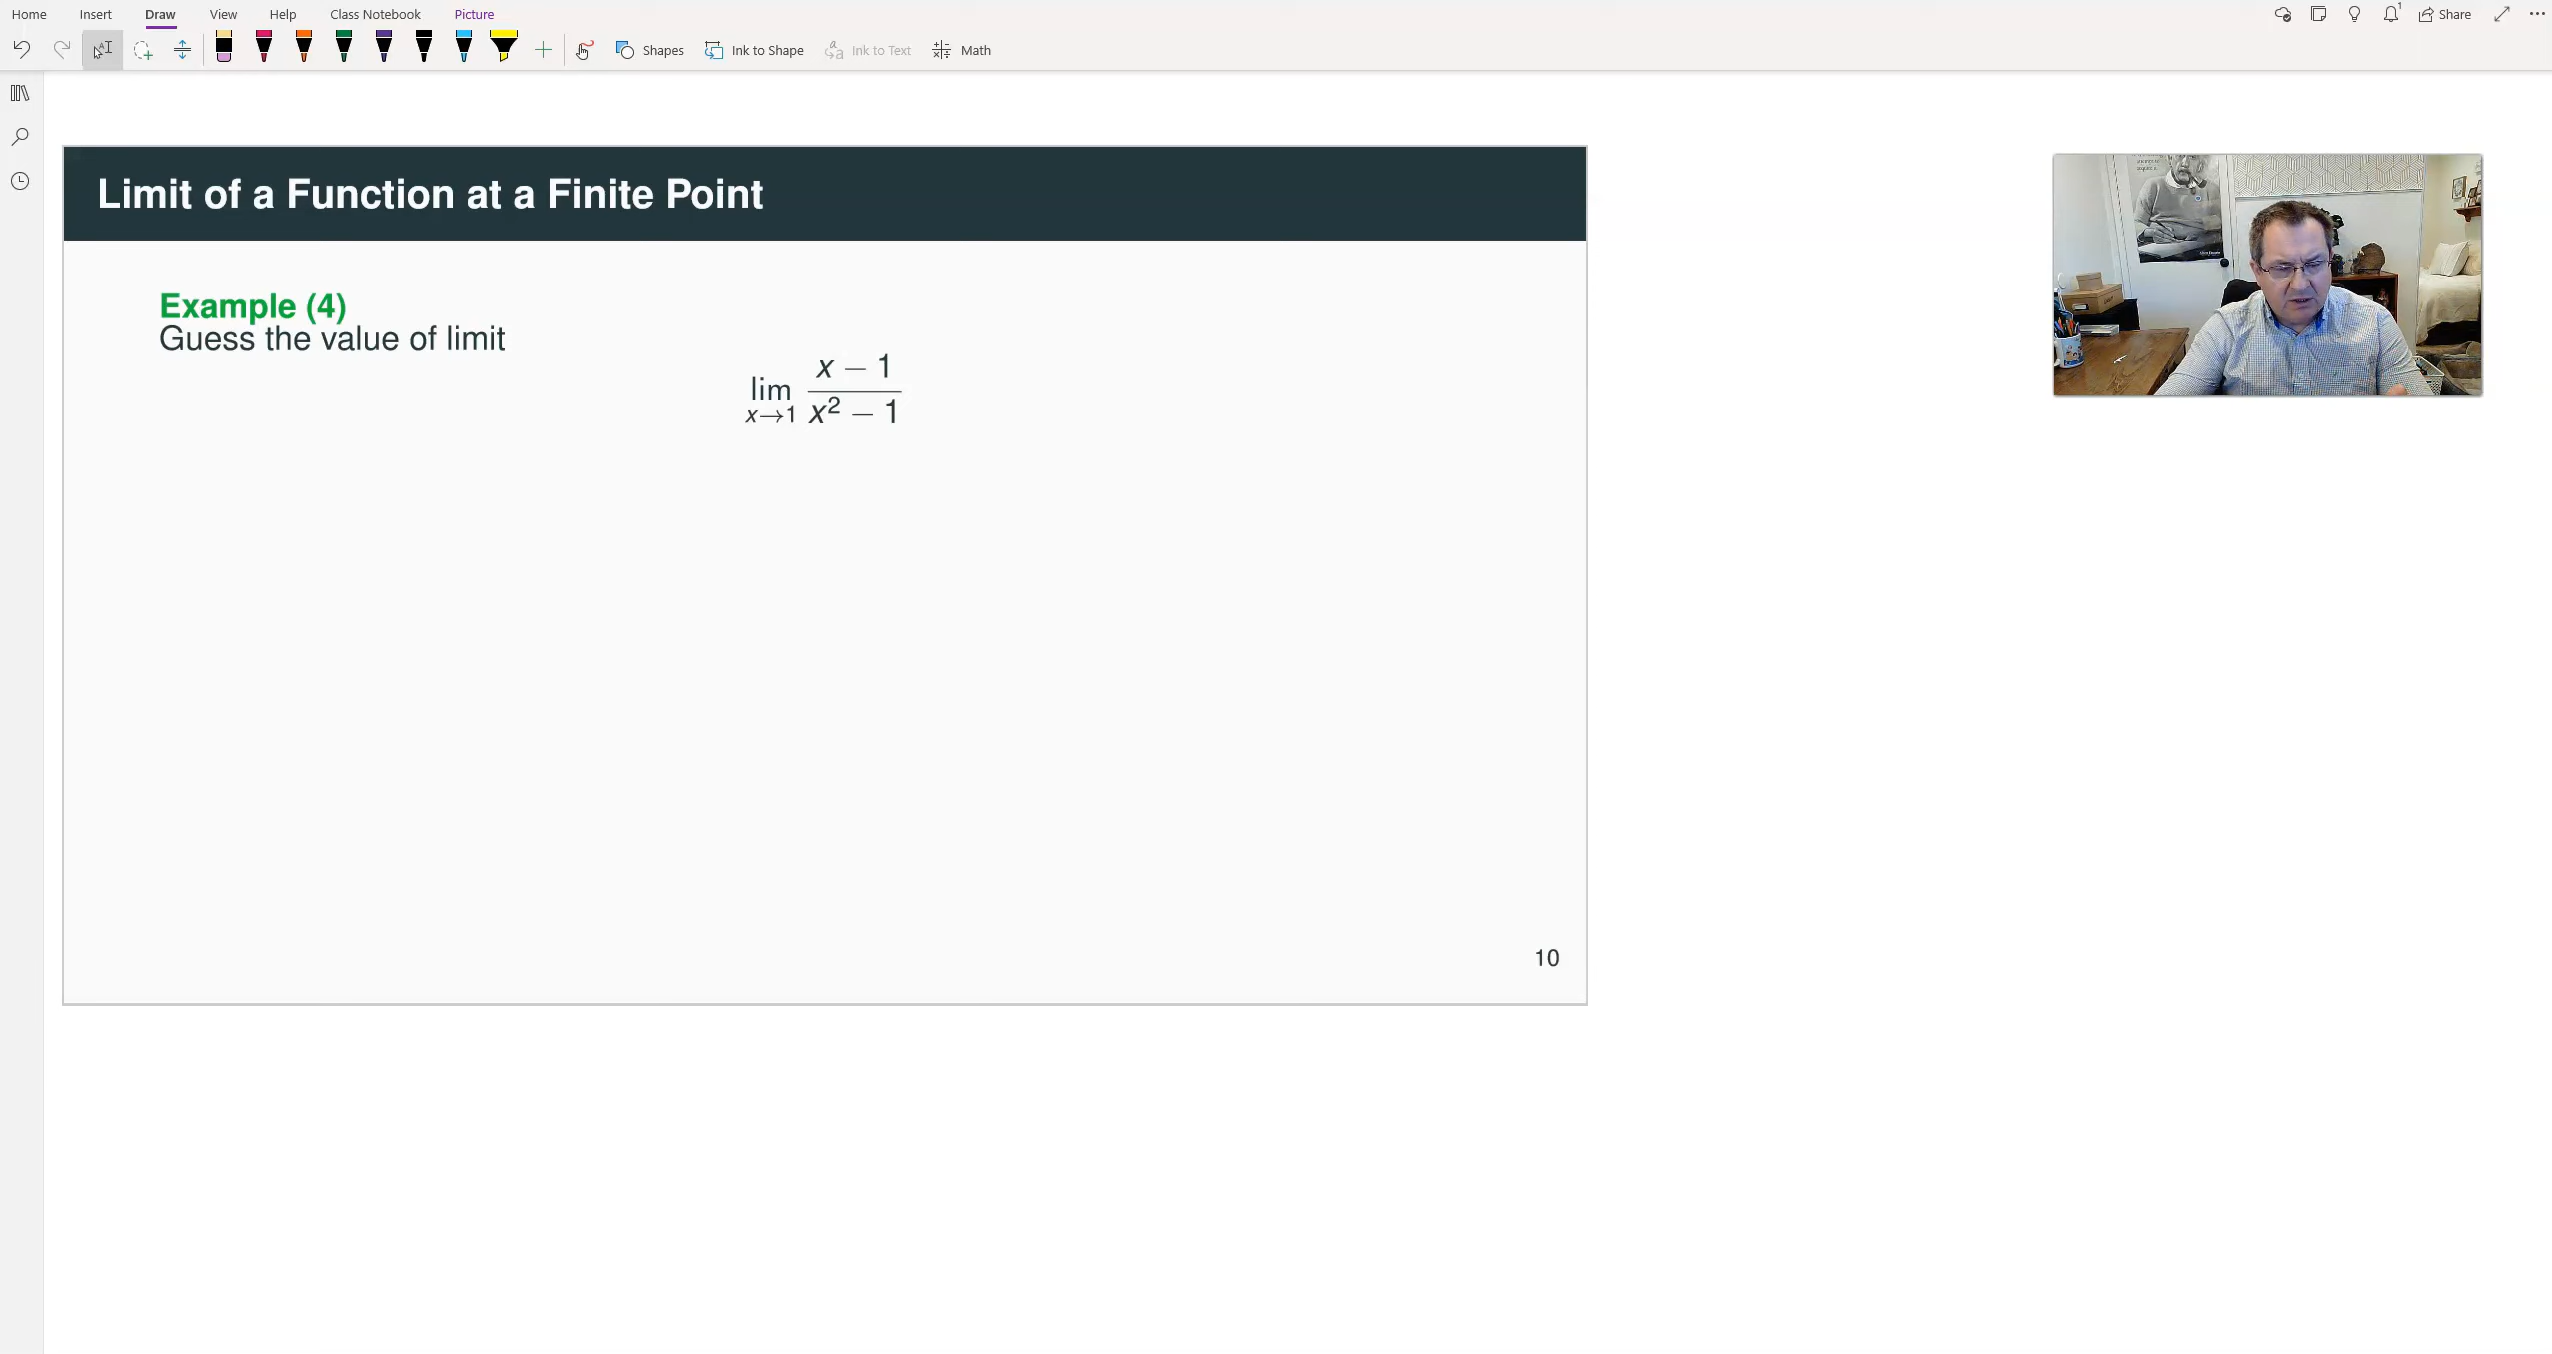 Home Insert Draw View Help Class Notebook Picture
1 Share
Shapes Ink to Shape Ink to Text Math
Limit of a Function at a Finite Point
Example (4)
Guess the value of limit
lim x→1 (x − 1)/(x² − 1)
10